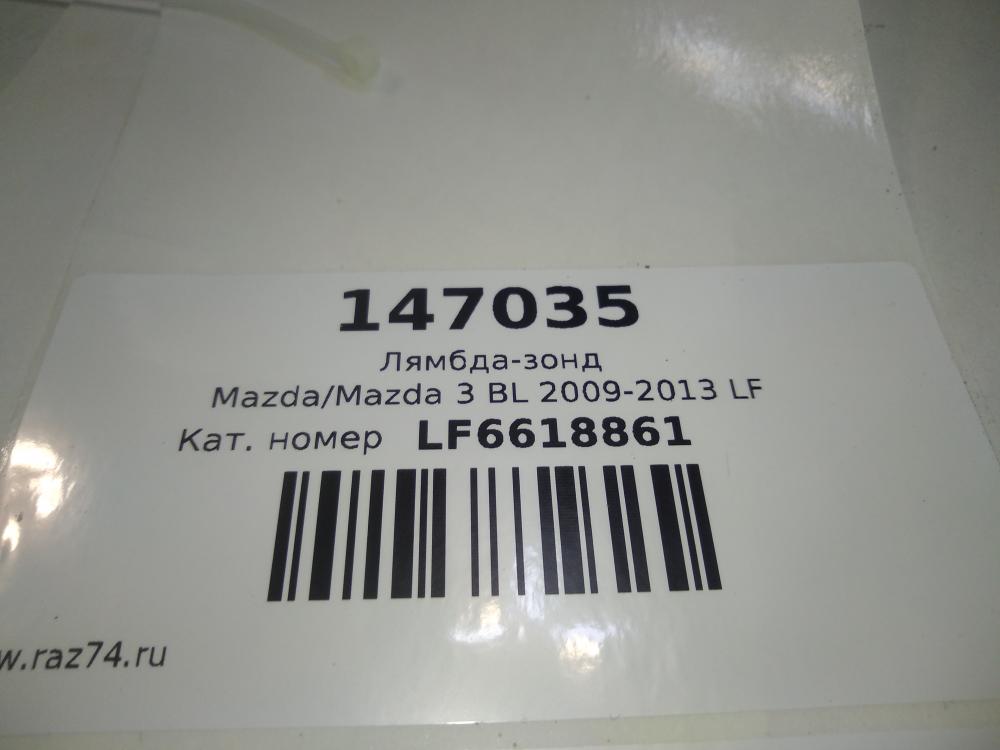 147035
Лямбда-зонд
Mazda/Mazda 3 BL 2009-2013 LF
Кат. номер LF6618861
w.raz74.ru